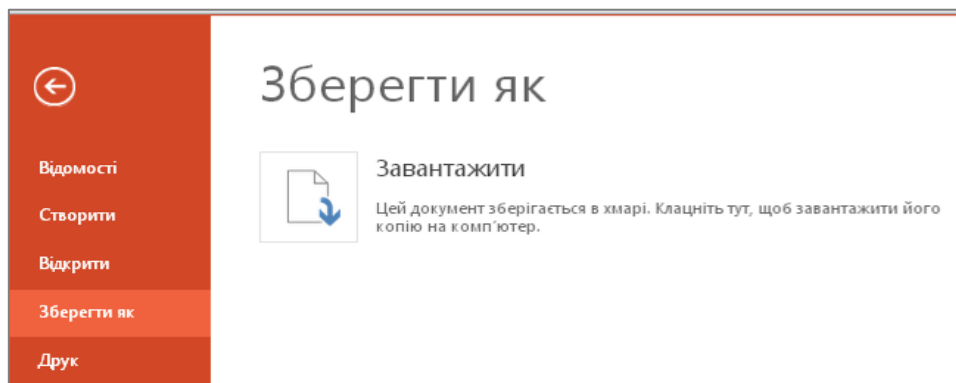 Зберегти як
Відомості
Створити
Відкрити
Зберегти як
Друк
Завантажити
Цей документ зберігається в хмарі. Клацніть тут, щоб завантажити його
копію на комп'ютер.